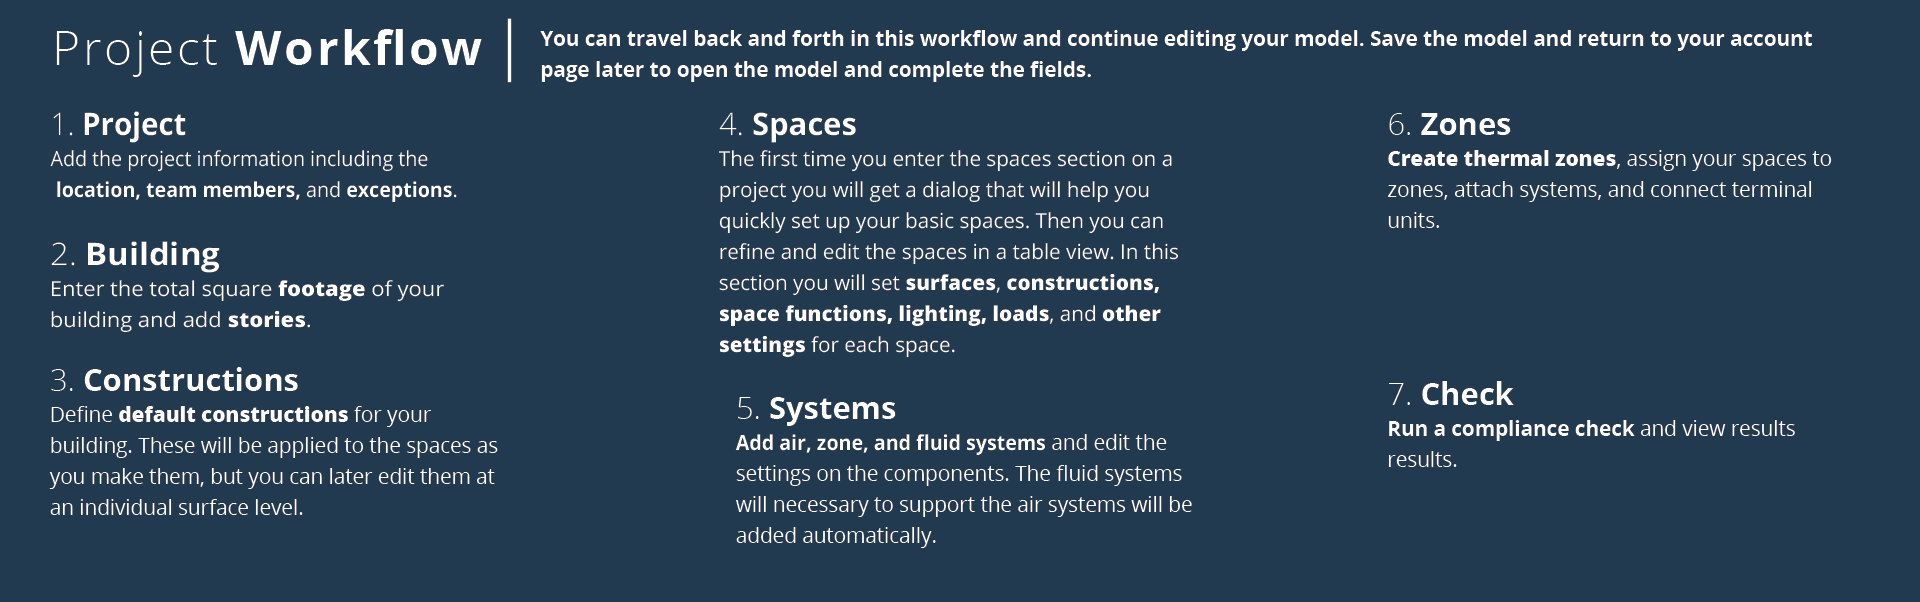 Project Workflow
You can travel back and forth in this workflow and continue editing your model. Save the model and return to your account
page later to open the model and complete the fields.
1. Project
Add the project information including the
location, team members, and exceptions.
2. Building
Enter the total square footage of your
building and add stories.
3. Constructions
Define default constructions for your
building. These will be applied to the spaces as
you make them, but you can later edit them at
an individual surface level.
4. Spaces
The first time you enter the spaces section on a
project you will get a dialog that will help you
quickly set up your basic spaces. Then you can
refine and edit the spaces in a table view. In this
section you will set surfaces, constructions,
space functions, lighting, loads, and other
settings for each space.
5. Systems
Add air, zone, and fluid systems and edit the
settings on the components. The fluid systems
will necessary to support the air systems will be
added automatically.
6. Zones
Create thermal zones, assign your spaces to
zones, attach systems, and connect terminal
units.
7. Check
Run a compliance check and view results
results.